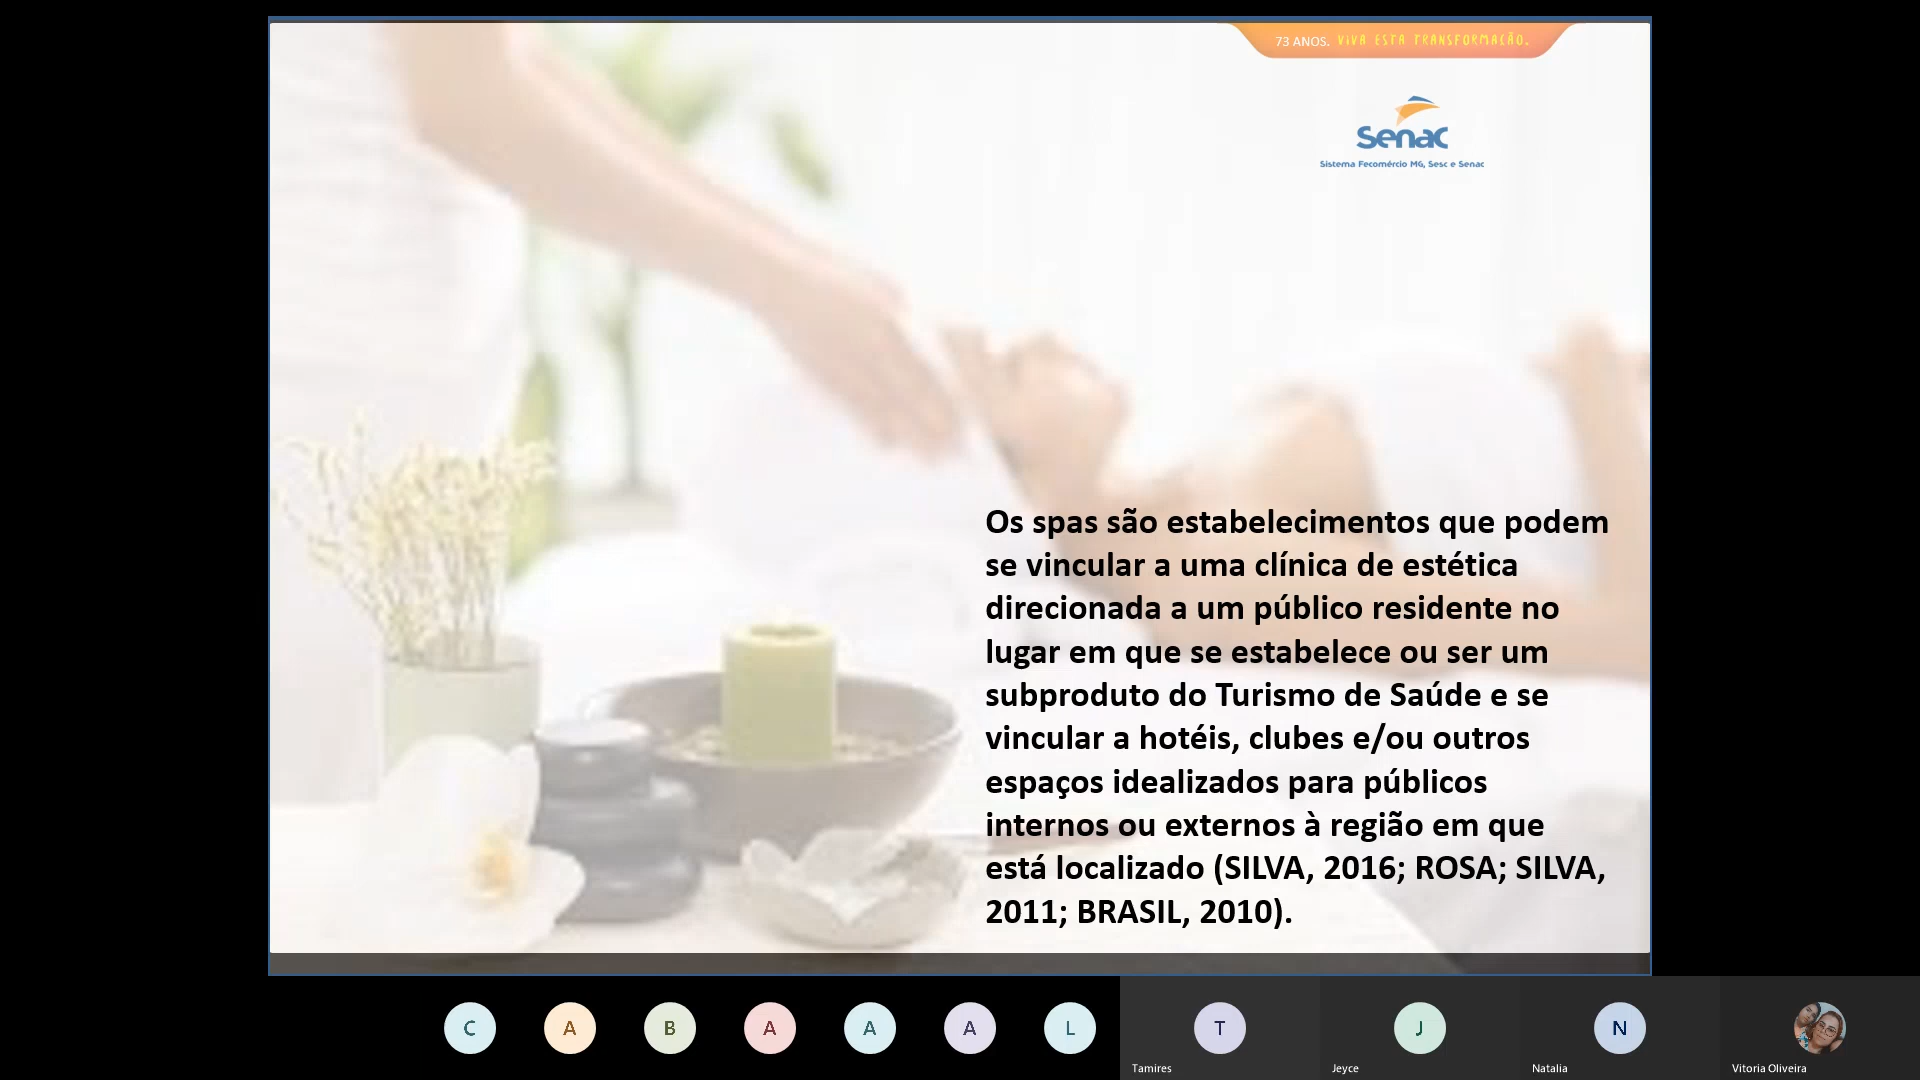 73 ANOS. VIVA ESTA TRANSFORMAÇÃO.
Senac
Sistema Fecomércio MG, Sesc e Senac
Os spas são estabelecimentos que podem
se vincular a uma clínica de estética
direcionada a um público residente no
lugar em que se estabelece ou ser um
subproduto do Turismo de Saúde e se
vincular a hotéis, clubes e/ou outros
espaços idealizados para públicos
internos ou externos à região em que
está localizado (SILVA, 2016; ROSA; SILVA,
2011; BRASIL, 2010).
C A B A A A L T J N
Tamires Jeyce Natalia Vitoria Oliveira